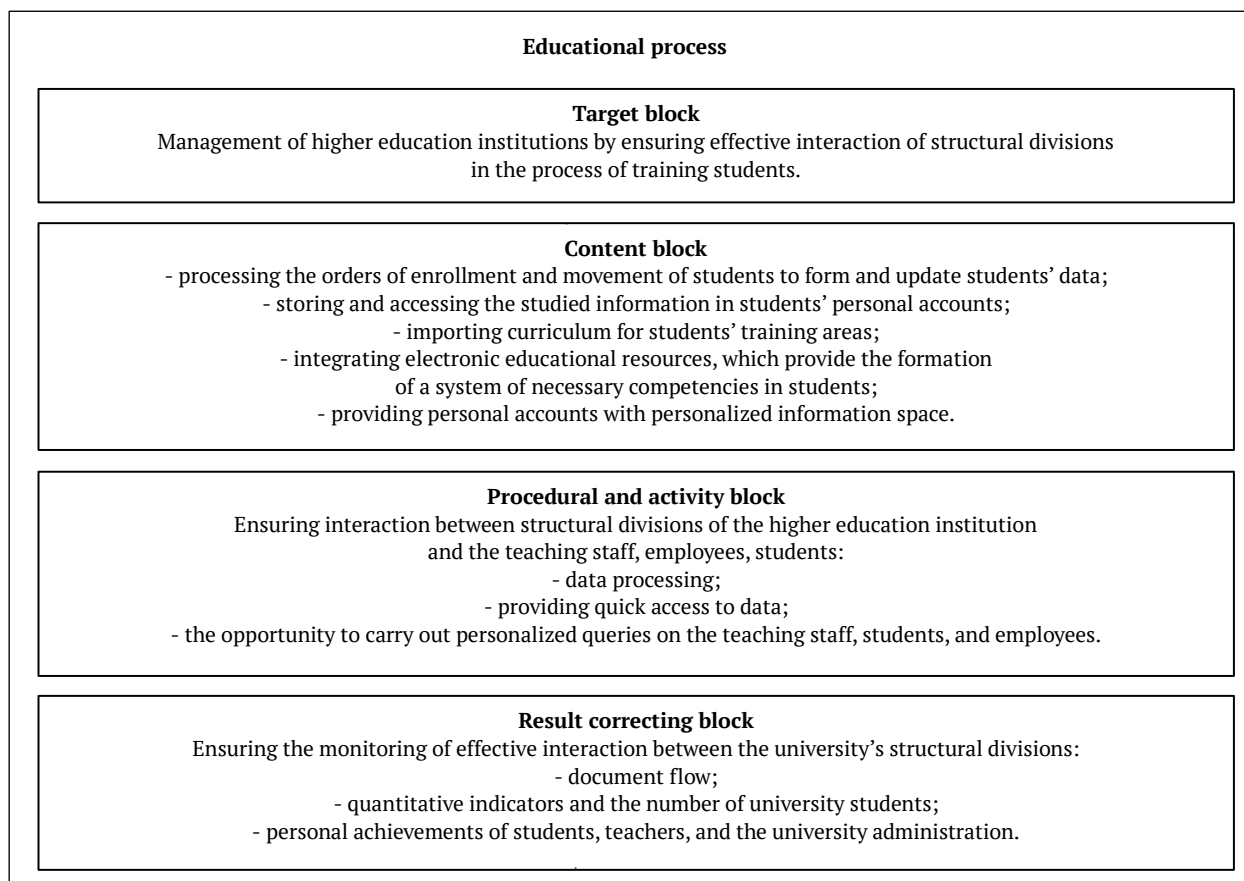 Educational process
Target block
Management of higher education institutions by ensuring effective interaction of structural divisions
in the process of training students.
Content block
- processing the orders of enrollment and movement of students to form and update students’ data;
- storing and accessing the studied information in students’ personal accounts;
- importing curriculum for students’ training areas;
- integrating electronic educational resources, which provide the formation
of a system of necessary competencies in students;
- providing personal accounts with personalized information space.
Procedural and activity block
Ensuring interaction between structural divisions of the higher education institution
and the teaching staff, employees, students:
- data processing;
- providing quick access to data;
- the opportunity to carry out personalized queries on the teaching staff, students, and employees.
Result correcting block
Ensuring the monitoring of effective interaction between the university’s structural divisions:
- document flow;
- quantitative indicators and the number of university students;
- personal achievements of students, teachers, and the university administration.